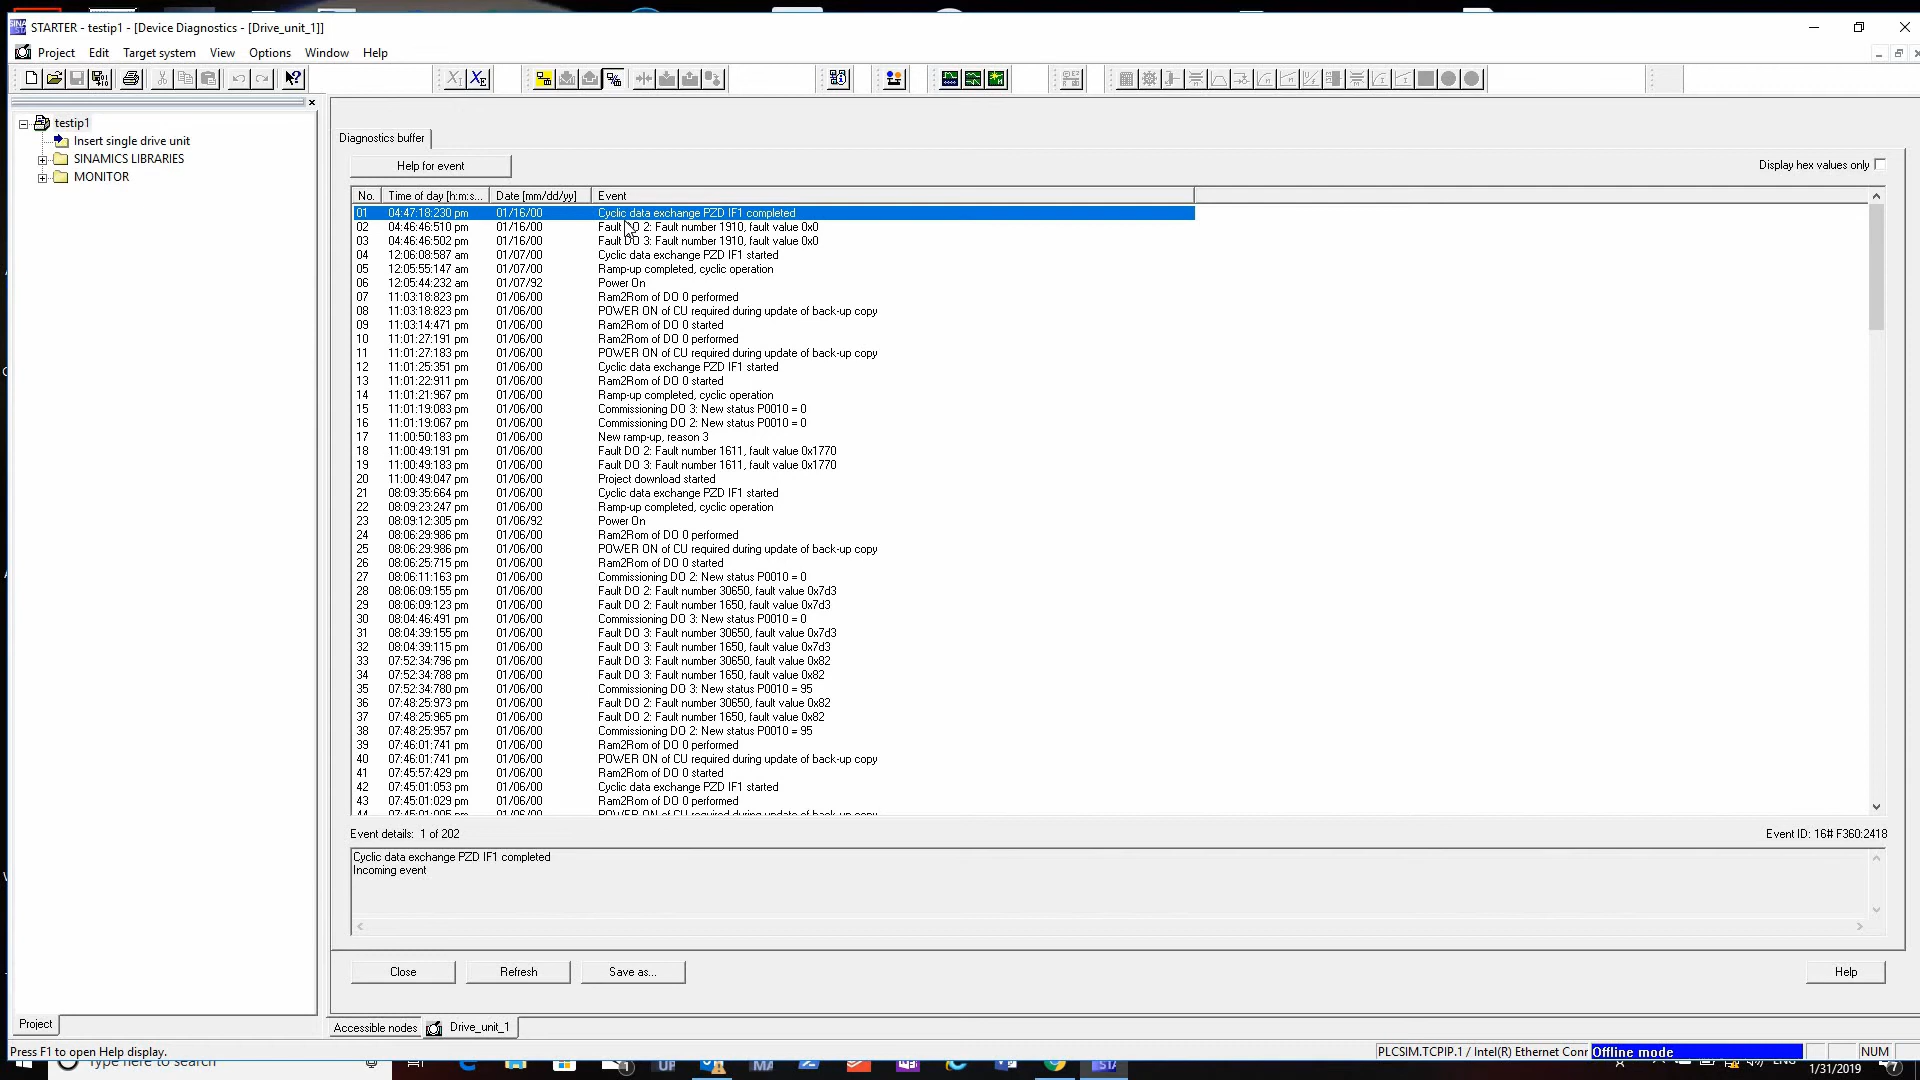 STARTER - testip1 - [Device Diagnostics - [Drive_unit_1]]
Project Edit Target system View Options Window Help
testip1
Insert single drive unit
SINAMICS LIBRARIES
MONITOR
Diagnostics buffer
Help for event
Display hex values only
No. Time of day [h:m:s... Date [mm/dd/yy] Event
01 04:47:18:230 pm 01/16/00 Cyclic data exchange PZD IF1 completed
02 04:46:46:510 pm 01/16/00 Fault DO 2: Fault number 1910, fault value 0x0
03 04:46:46:502 pm 01/16/00 Fault DO 3: Fault number 1910, fault value 0x0
04 12:06:08:587 am 01/07/00 Cyclic data exchange PZD IF1 started
05 12:05:55:147 am 01/07/00 Ramp-up completed, cyclic operation
06 12:05:44:232 am 01/07/92 Power On
07 11:03:18:823 pm 01/06/00 Ram2Rom of DO 0 performed
08 11:03:18:823 pm 01/06/00 POWER ON of CU required during update of back-up copy
09 11:03:14:471 pm 01/06/00 Ram2Rom of DO 0 started
10 11:01:27:191 pm 01/06/00 Ram2Rom of DO 0 performed
11 11:01:27:183 pm 01/06/00 POWER ON of CU required during update of back-up copy
12 11:01:25:351 pm 01/06/00 Cyclic data exchange PZD IF1 started
13 11:01:22:911 pm 01/06/00 Ram2Rom of DO 0 started
14 11:01:21:967 pm 01/06/00 Ramp-up completed, cyclic operation
15 11:01:19:083 pm 01/06/00 Commissioning DO 3: New status P0010 = 0
16 11:01:19:067 pm 01/06/00 Commissioning DO 2: New status P0010 = 0
17 11:00:50:183 pm 01/06/00 New ramp-up, reason 3
18 11:00:49:191 pm 01/06/00 Fault DO 2: Fault number 1611, fault value 0x1770
19 11:00:49:183 pm 01/06/00 Fault DO 3: Fault number 1611, fault value 0x1770
20 11:00:49:047 pm 01/06/00 Project download started
21 08:09:35:664 pm 01/06/00 Cyclic data exchange PZD IF1 started
22 08:09:23:247 pm 01/06/00 Ramp-up completed, cyclic operation
23 08:09:12:305 pm 01/06/92 Power On
24 08:06:29:986 pm 01/06/00 Ram2Rom of DO 0 performed
25 08:06:29:986 pm 01/06/00 POWER ON of CU required during update of back-up copy
26 08:06:25:715 pm 01/06/00 Ram2Rom of DO 0 started
27 08:06:11:163 pm 01/06/00 Commissioning DO 2: New status P0010 = 0
28 08:06:09:155 pm 01/06/00 Fault DO 2: Fault number 30650, fault value 0x7d3
29 08:06:09:123 pm 01/06/00 Fault DO 2: Fault number 1650, fault value 0x7d3
30 08:04:46:491 pm 01/06/00 Commissioning DO 3: New status P0010 = 0
31 08:04:39:155 pm 01/06/00 Fault DO 3: Fault number 30650, fault value 0x7d3
32 08:04:39:115 pm 01/06/00 Fault DO 3: Fault number 1650, fault value 0x7d3
33 07:52:34:796 pm 01/06/00 Fault DO 3: Fault number 30650, fault value 0x82
34 07:52:34:788 pm 01/06/00 Fault DO 3: Fault number 1650, fault value 0x82
35 07:52:34:780 pm 01/06/00 Commissioning DO 3: New status P0010 = 95
36 07:48:25:973 pm 01/06/00 Fault DO 2: Fault number 30650, fault value 0x82
37 07:48:25:965 pm 01/06/00 Fault DO 2: Fault number 1650, fault value 0x82
38 07:48:25:957 pm 01/06/00 Commissioning DO 2: New status P0010 = 95
39 07:46:01:741 pm 01/06/00 Ram2Rom of DO 0 performed
40 07:46:01:741 pm 01/06/00 POWER ON of CU required during update of back-up copy
41 07:45:57:429 pm 01/06/00 Ram2Rom of DO 0 started
42 07:45:01:053 pm 01/06/00 Cyclic data exchange PZD IF1 started
43 07:45:01:029 pm 01/06/00 Ram2Rom of DO 0 performed
44 07:45:01:005 pm 01/06/00 POWER ON of CU required during update of back-up copy
Event details: 1 of 202
Event ID: 16# F360:2418
Cyclic data exchange PZD IF1 completed
Incoming event
Close Refresh Save as... Help
Project
Accessible nodes Drive_unit_1
Press F1 to open Help display.
PLCSIM.TCPIP.1 / Intel(R) Ethernet Conr Offline mode NUM
Type here to search
1/31/2019